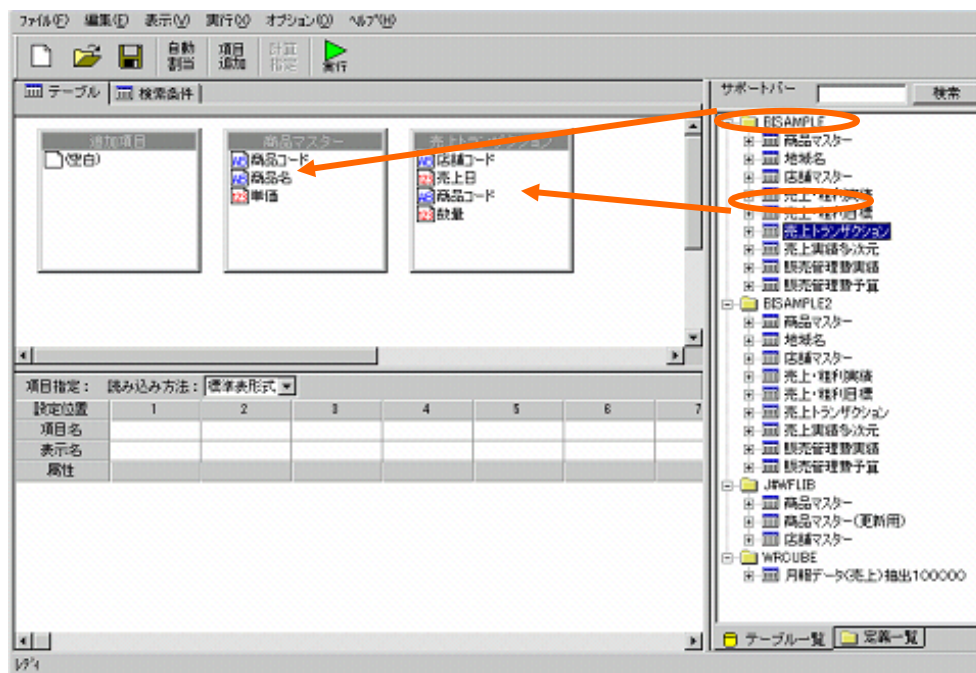 ファイル(F) 編集(E) 表示(V) 実行(X) オプション(O) ヘルプ(H)
自動割当 項目追加 計算指定 実行
テーブル 検索条件
サポートバー 検索
追加項目
(空白)
商品マスター
商品コード
商品名
単価
売上トランザクション
店舗コード
売上日
商品コード
数量
BISAMPLE
商品マスター
地域名
店舗マスター
売上・粗利実績
売上・粗利目標
売上トランザクション
売上実績多次元
販売管理費実績
販売管理費予算
BISAMPLE2
商品マスター
地域名
店舗マスター
売上・粗利実績
売上・粗利目標
売上トランザクション
売上実績多次元
販売管理費実績
販売管理費予算
J#WFLIB
商品マスター
商品マスター(更新用)
店舗マスター
WRCUBE
月報データ(売上)抽出100000
項目指定: 読み込み方法: 標準表形式
設定位置 1 2 3 4 5 6 7
項目名
表示名
属性
テーブル一覧 定義一覧
レディ